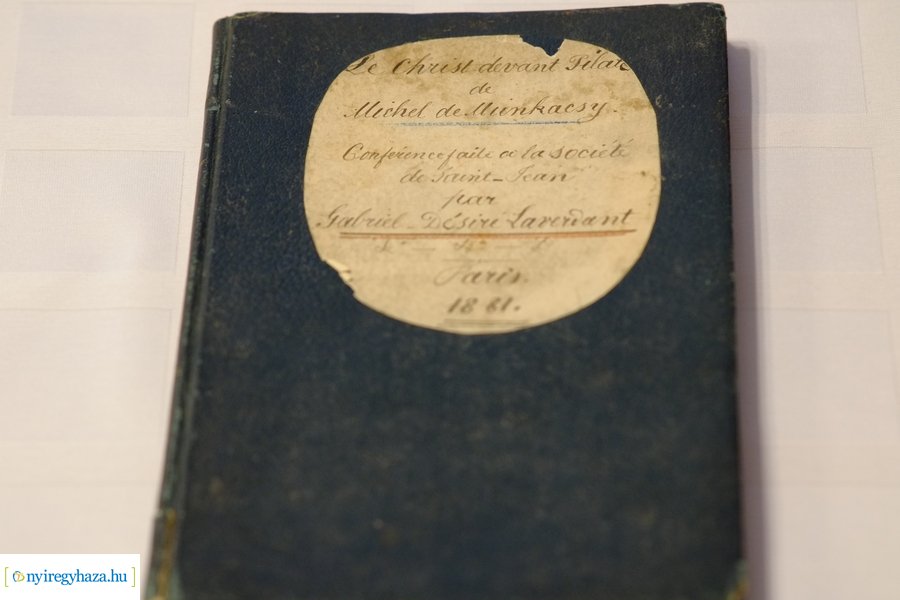 Le Christ devant Pilate
de
Michel de Munkacsy.
Conférence faite à la société
de Saint-Jean
par
Gabriel-Désiré Laverdant
Paris.
1881.
[nyiregyhaza.hu]